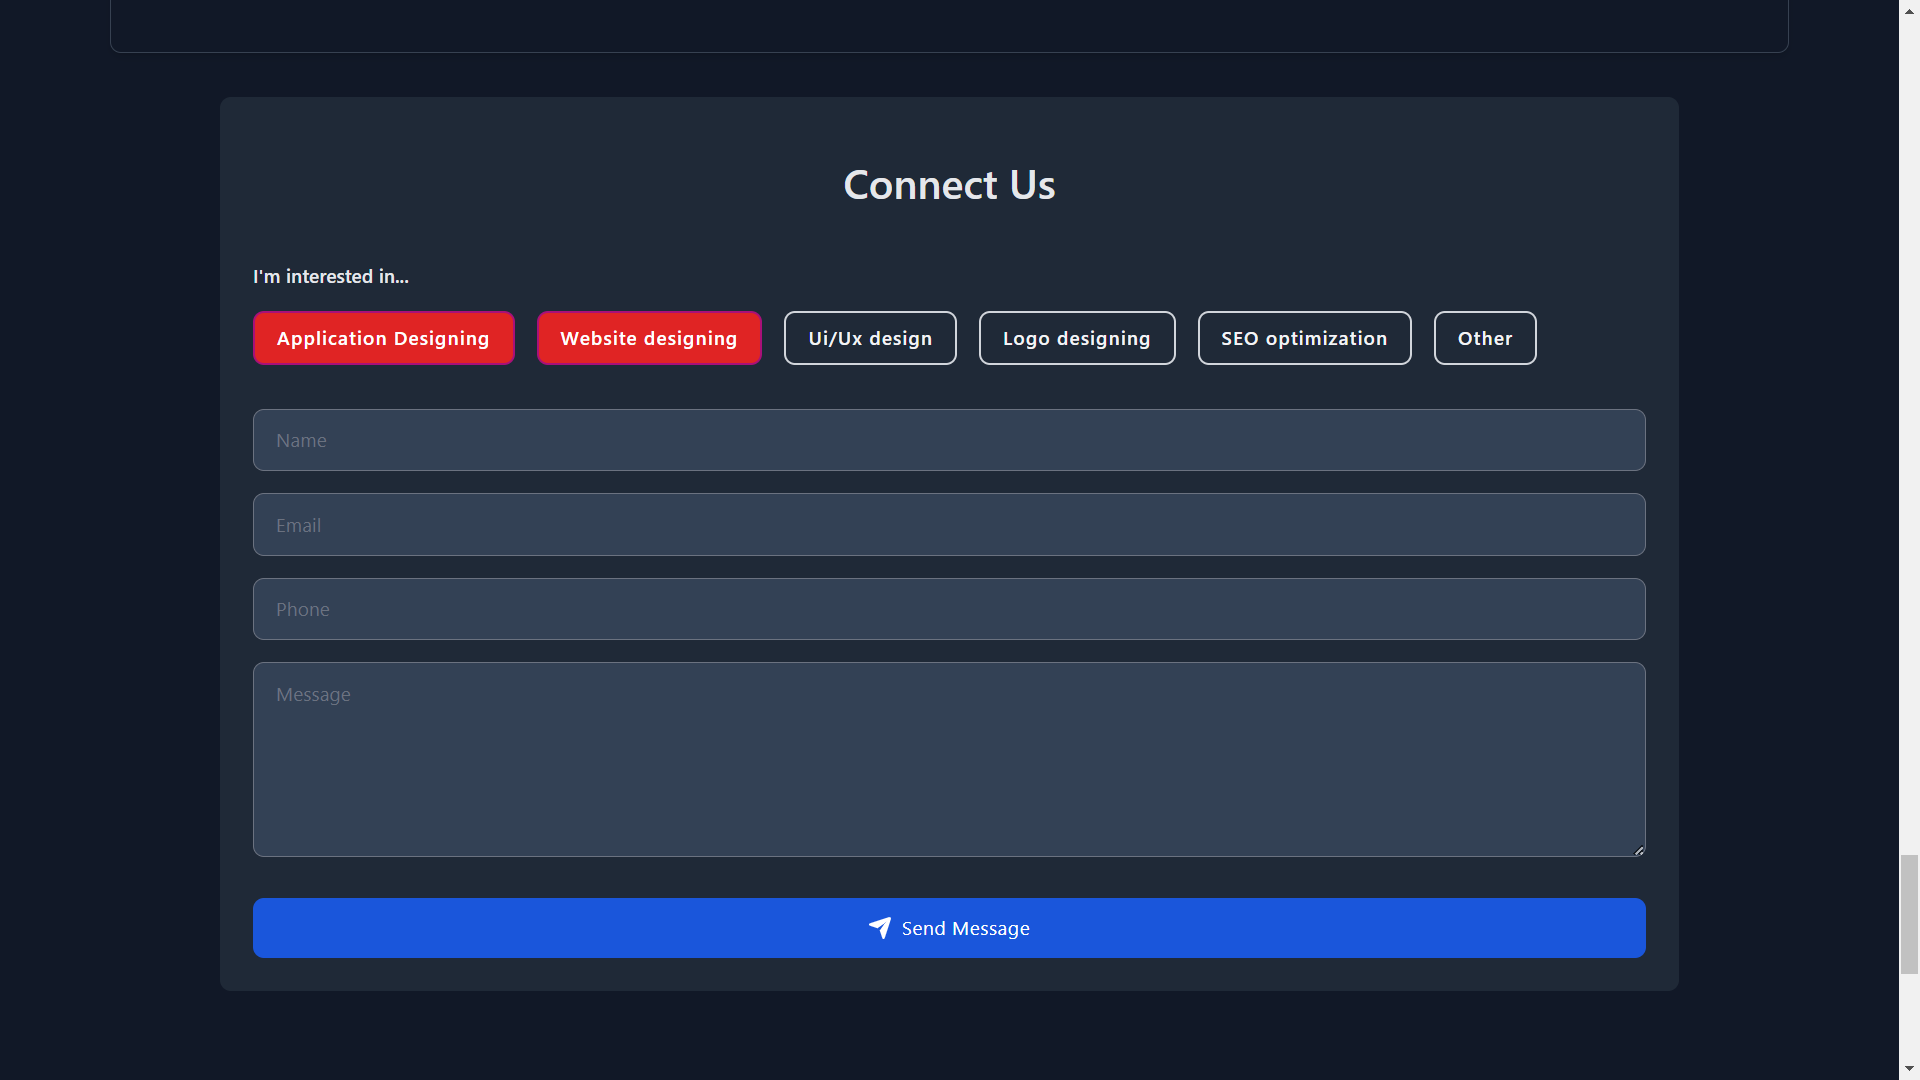 Connect Us
I'm interested in...
Application Designing Website designing Ui/Ux design Logo designing SEO optimization Other
Name
Email
Phone
Message
Send Message